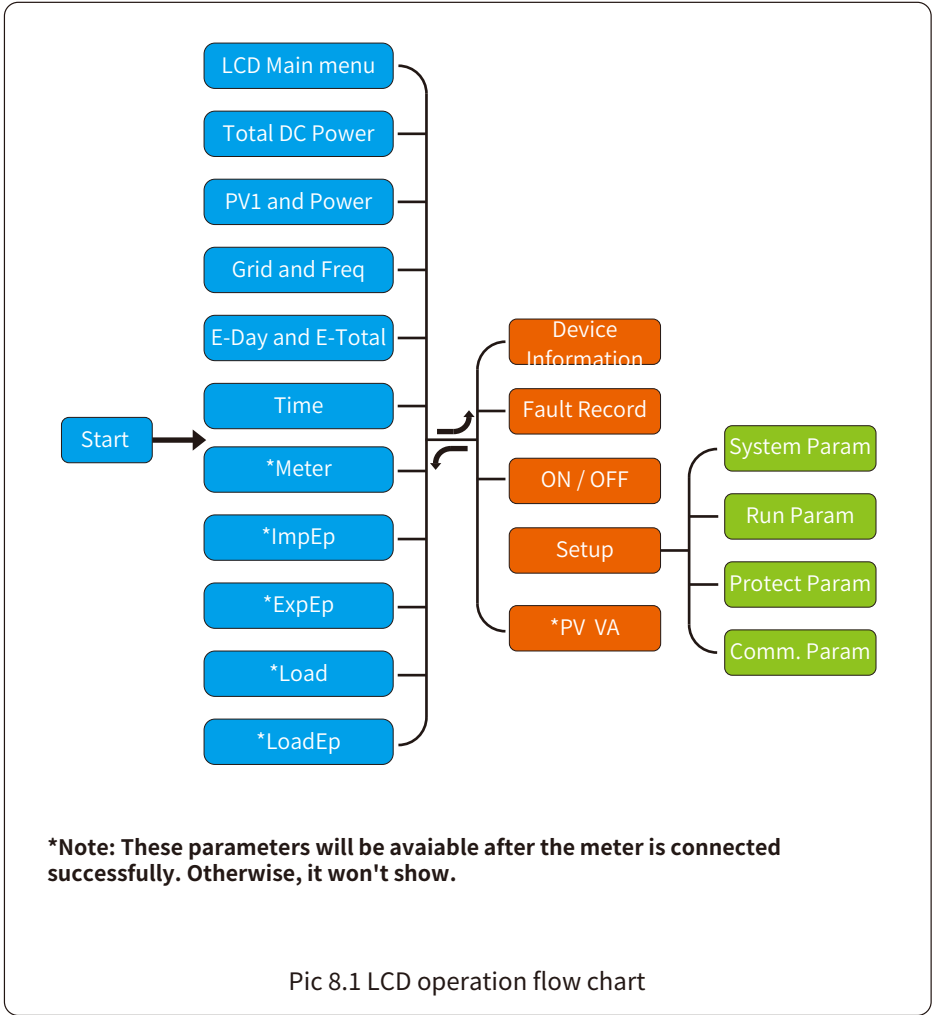 LCD Main menu
Total DC Power
PV1 and Power
Grid and Freq
E-Day and E-Total
Time
Start
*Meter
*ImpEp
*ExpEp
*Load
*LoadEp
Device
Information
Fault Record
ON / OFF
Setup
*PV VA
System Param
Run Param
Protect Param
Comm. Param
*Note: These parameters will be avaiable after the meter is connected
successfully. Otherwise, it won't show.
Pic 8.1 LCD operation flow chart